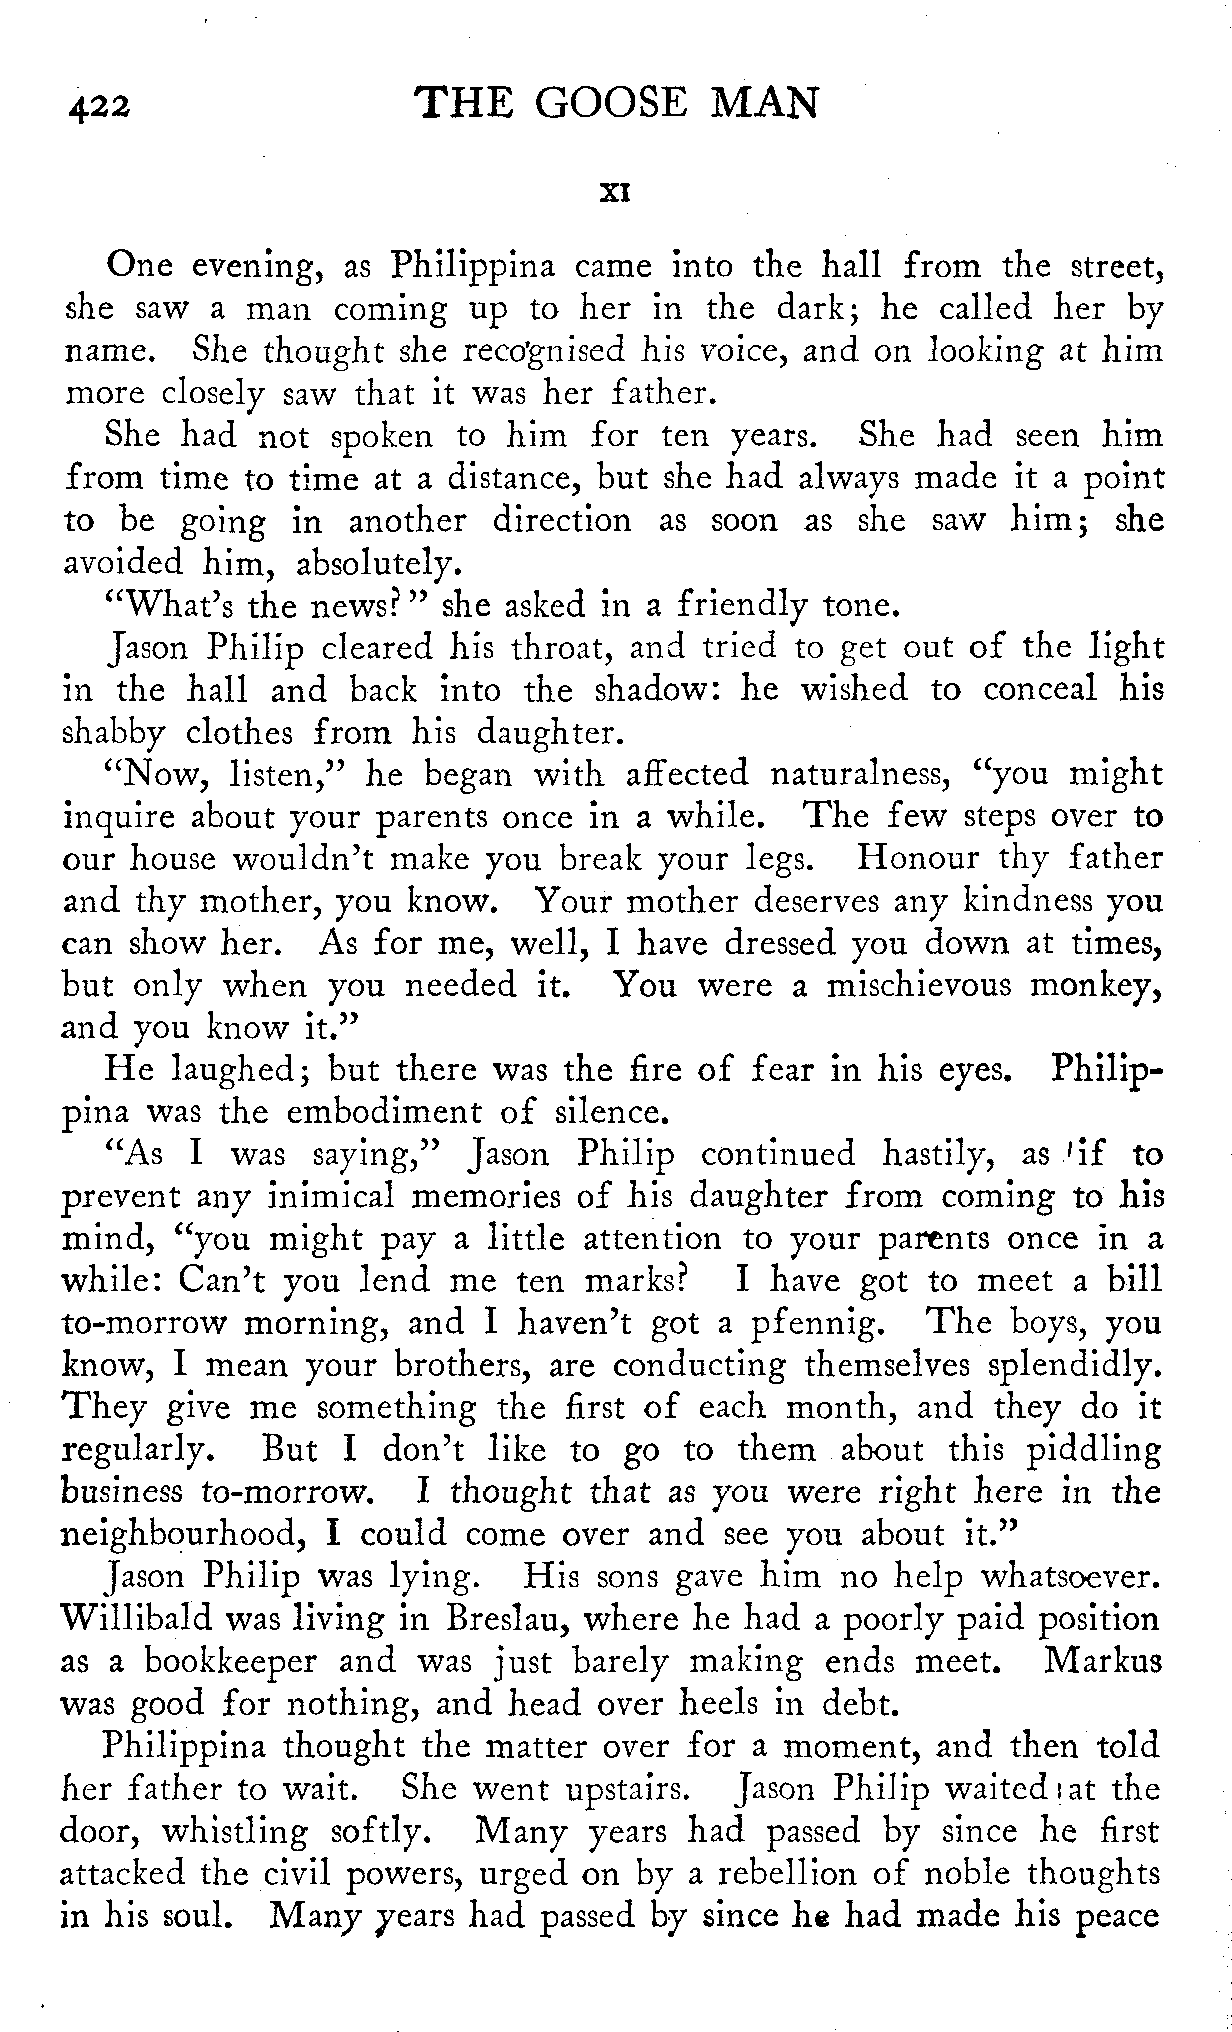 422 THE GOOSE MAN
XI
One evening, as Philippina came into the hall from the street,
she saw a man coming up to her in the dark; he called her by
name. She thought she recognised his voice, and on looking at him
more closely saw that it was her father.
She had not spoken to him for ten years. She had seen him
from time to time at a distance, but she had always made it a point
to be going in another direction as soon as she saw him; she
avoided him, absolutely.
"What's the news?" she asked in a friendly tone.
Jason Philip cleared his throat, and tried to get out of the light
in the hall and back into the shadow: he wished to conceal his
shabby clothes from his daughter.
"Now, listen," he began with affected naturalness, "you might
inquire about your parents once in a while. The few steps over to
our house wouldn't make you break your legs. Honour thy father
and thy mother, you know. Your mother deserves any kindness you
can show her. As for me, well, I have dressed you down at times,
but only when you needed it. You were a mischievous monkey,
and you know it."
He laughed; but there was the fire of fear in his eyes. Philip-
pina was the embodiment of silence.
"As I was saying," Jason Philip continued hastily, as if to
prevent any inimical memories of his daughter from coming to his
mind, "you might pay a little attention to your parents once in a
while: Can't you lend me ten marks? I have got to meet a bill
to-morrow morning, and I haven't got a pfennig. The boys, you
know, I mean your brothers, are conducting themselves splendidly.
They give me something the first of each month, and they do it
regularly. But I don't like to go to them about this piddling
business to-morrow. I thought that as you were right here in the
neighbourhood, I could come over and see you about it."
Jason Philip was lying. His sons gave him no help whatsoever.
Willibald was living in Breslau, where he had a poorly paid position
as a bookkeeper and was just barely making ends meet. Markus
was good for nothing, and head over heels in debt.
Philippina thought the matter over for a moment, and then told
her father to wait. She went upstairs. Jason Philip waited at the
door, whistling softly. Many years had passed by since he first
attacked the civil powers, urged on by a rebellion of noble thoughts
in his soul. Many years had passed by since he had made his peace